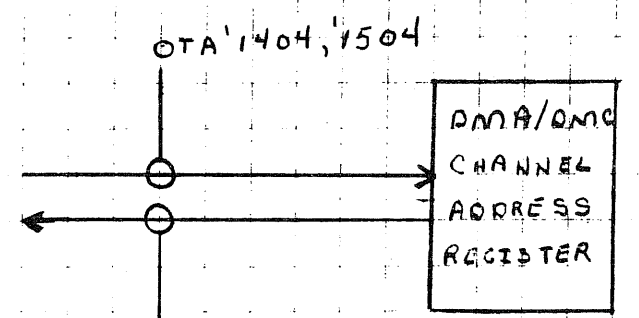 OTA '1404, '1504
DMA/DMC
CHANNEL
ADDRESS
REGISTER